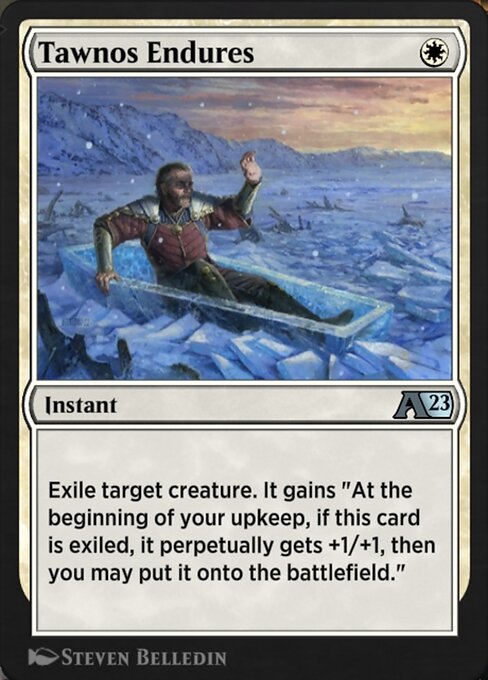 Tawnos Endures
Instant
A23
Exile target creature. It gains "At the
beginning of your upkeep, if this card
is exiled, it perpetually gets +1/+1, then
you may put it onto the battlefield."
Steven Belledin